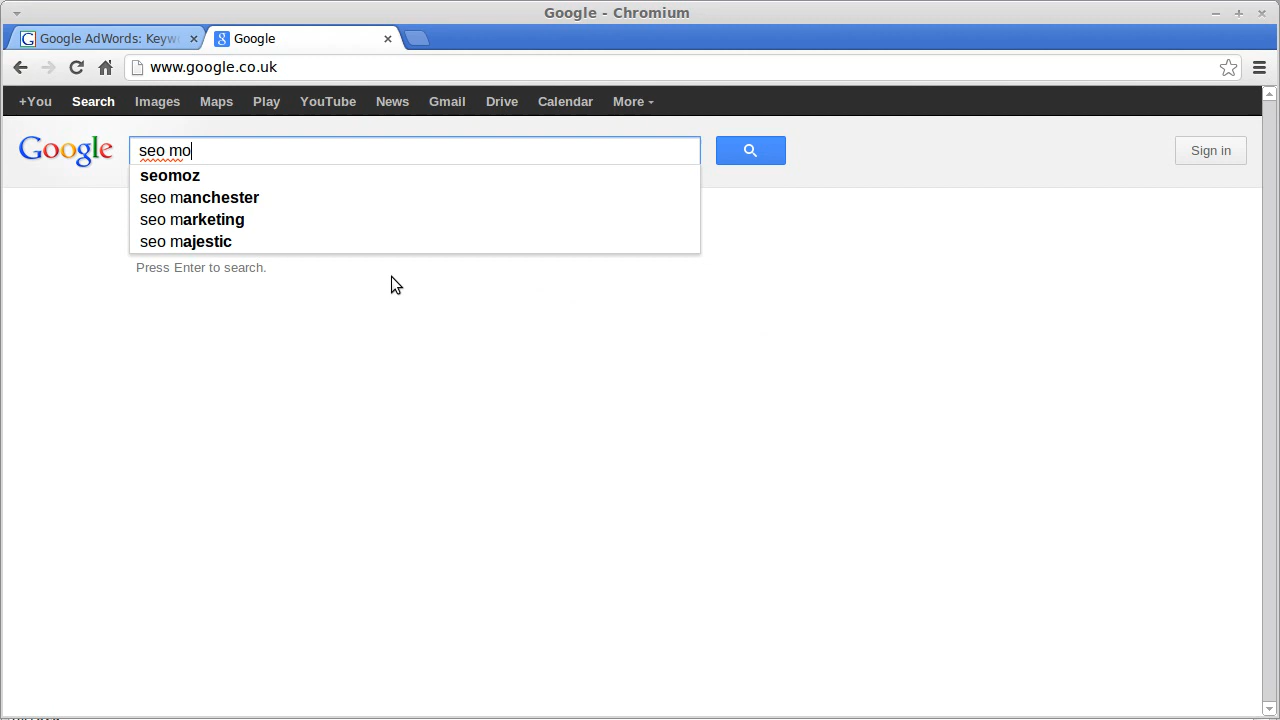 Google - Chromium
Google AdWords: Keyw
Google
www.google.co.uk
+You Search Images Maps Play YouTube News Gmail Drive Calendar More
Google
seo mo
Sign in
seomoz
seo manchester
seo marketing
seo majestic
Press Enter to search.